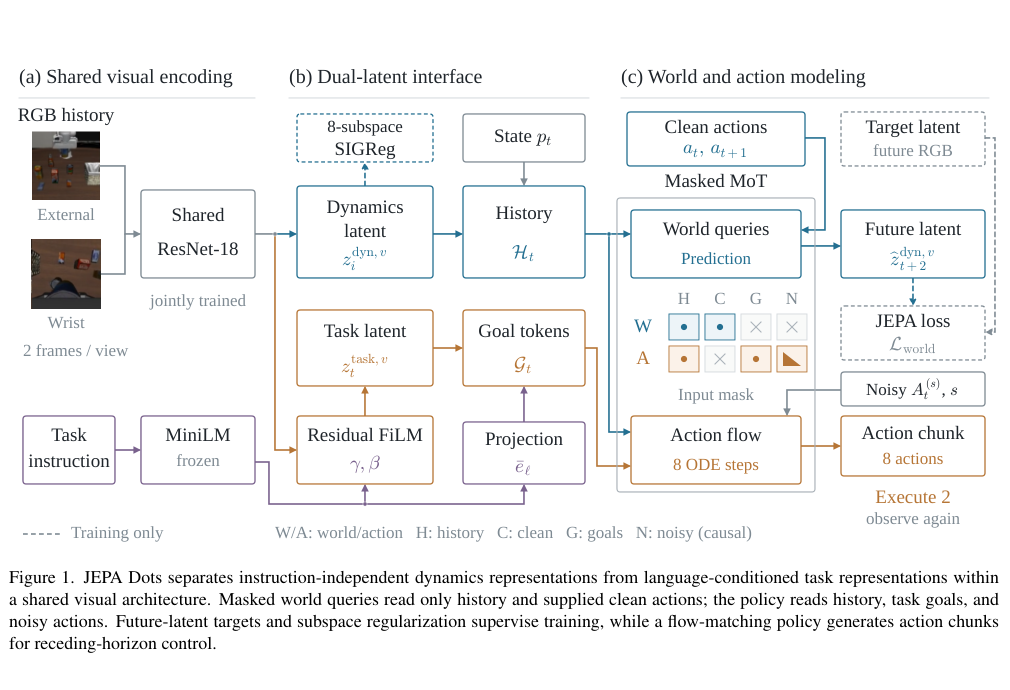 (a) Shared visual encoding
RGB history
External
Wrist
2 frames / view
Shared
ResNet-18
jointly trained
Task
instruction
MiniLM
frozen
(b) Dual-latent interface
8-subspace
SIGReg
State p_t
Dynamics
latent
z_i^{dyn, v}
History
ℋ_t
Task latent
z_t^{task, v}
Goal tokens
𝒢_t
Residual FiLM
γ, β
Projection
ē_ℓ
(c) World and action modeling
Clean actions
a_t, a_{t+1}
Target latent
future RGB
Masked MoT
World queries
Prediction
Future latent
ẑ_{t+2}^{dyn, v}
H C G N
W
A
Input mask
JEPA loss
ℒ_world
Noisy A_t^{(s)}, s
Action flow
8 ODE steps
Action chunk
8 actions
Execute 2
observe again
Training only
W/A: world/action H: history C: clean G: goals N: noisy (causal)
Figure 1. JEPA Dots separates instruction-independent dynamics representations from language-conditioned task representations within
a shared visual architecture. Masked world queries read only history and supplied clean actions; the policy reads history, task goals, and
noisy actions. Future-latent targets and subspace regularization supervise training, while a flow-matching policy generates action chunks
for receding-horizon control.